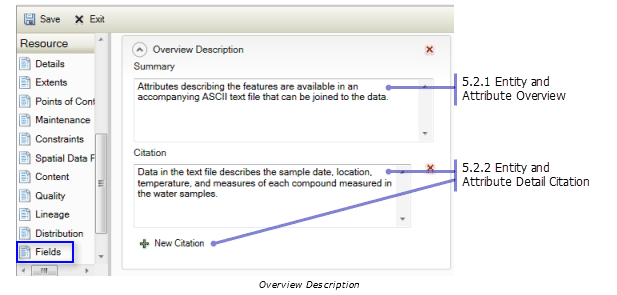 Save Exit
Resource
Details
Extents
Points of Cont
Maintenance
Constraints
Spatial Data F
Content
Quality
Lineage
Distribution
Fields
Overview Description
Summary
Attributes describing the features are available in an
accompanying ASCII text file that can be joined to the data.
Citation
Data in the text file describes the sample date, location,
temperature, and measures of each compound measured in
the water samples.
New Citation
5.2.1 Entity and
Attribute Overview
5.2.2 Entity and
Attribute Detail Citation
Overview Description